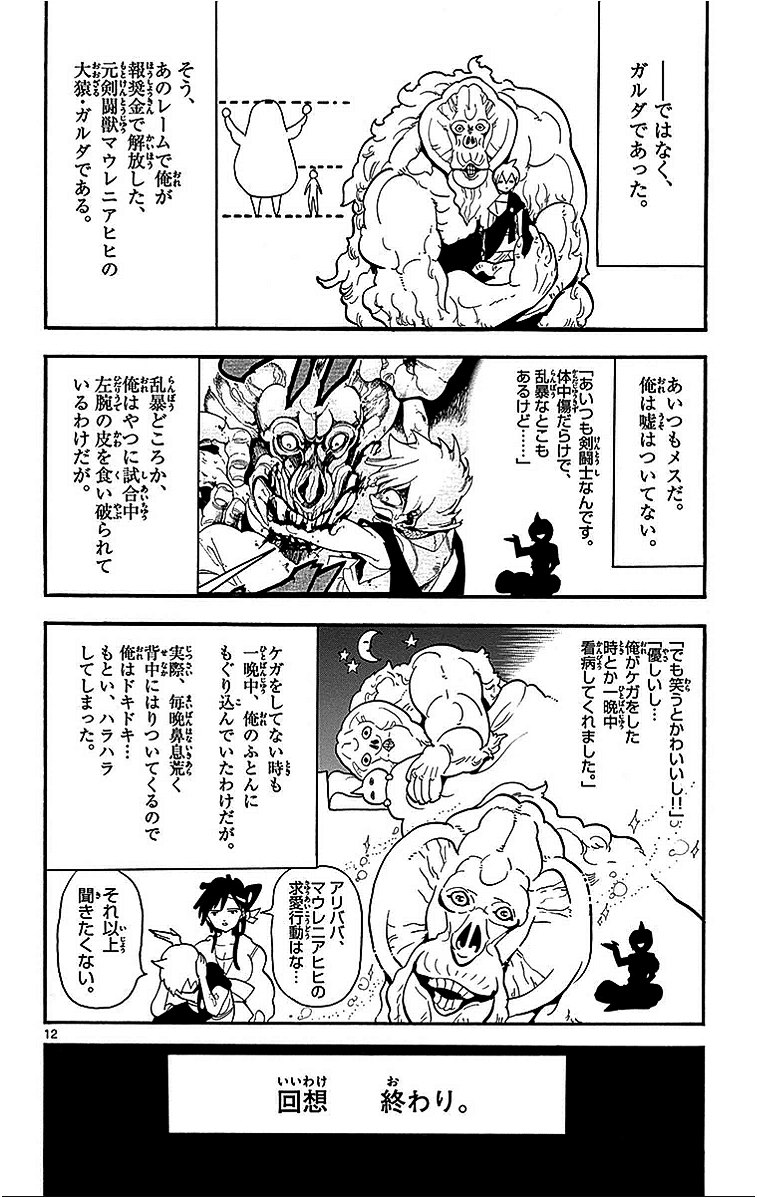 ――ではなく、
ガルダであった。
そう、
あのレームで俺が
報奨金で解放した、
元剣闘獣マウレニアヒヒの
大猿・ガルダである。
あいつもメスだ。
俺は嘘はついてない。
「あいつも剣闘士なんです。
体中傷だらけで、
乱暴なとこも
あるけど……」
乱暴どころか、
俺はやつに試合中
左腕の皮を食い破られて
いるわけだが。
「でも笑うとかわいいし!!」
「優しいし…
俺がケガをした
時とか一晩中
看病してくれました。」
ケガをしてない時も
一晩中、俺のふとんに
もぐり込んでいたわけだが。
実際、毎晩鼻息荒く
背中にはりついてくるので
俺はドキドキ…
もとい、ハラハラ
してしまった。
アリババ、
マウレニアヒヒの
求愛行動はな…
それ以上
聞きたくない。
12
回想 終わり。